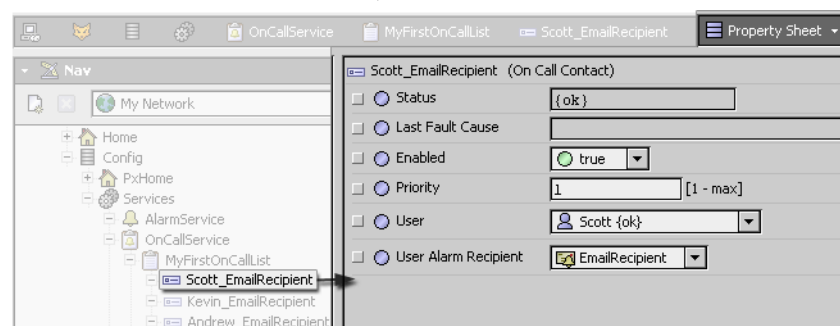 OnCallService MyFirstOnCallList Scott_EmailRecipient Property Sheet
Nav
My Network
Home
Config
PxHome
Services
AlarmService
OnCallService
MyFirstOnCallList
Scott_EmailRecipient
Kevin_EmailRecipient
Andrew_EmailRecipient
Scott_EmailRecipient (On Call Contact)
Status {ok}
Last Fault Cause
Enabled true
Priority 1 [1 - max]
User Scott {ok}
User Alarm Recipient EmailRecipient